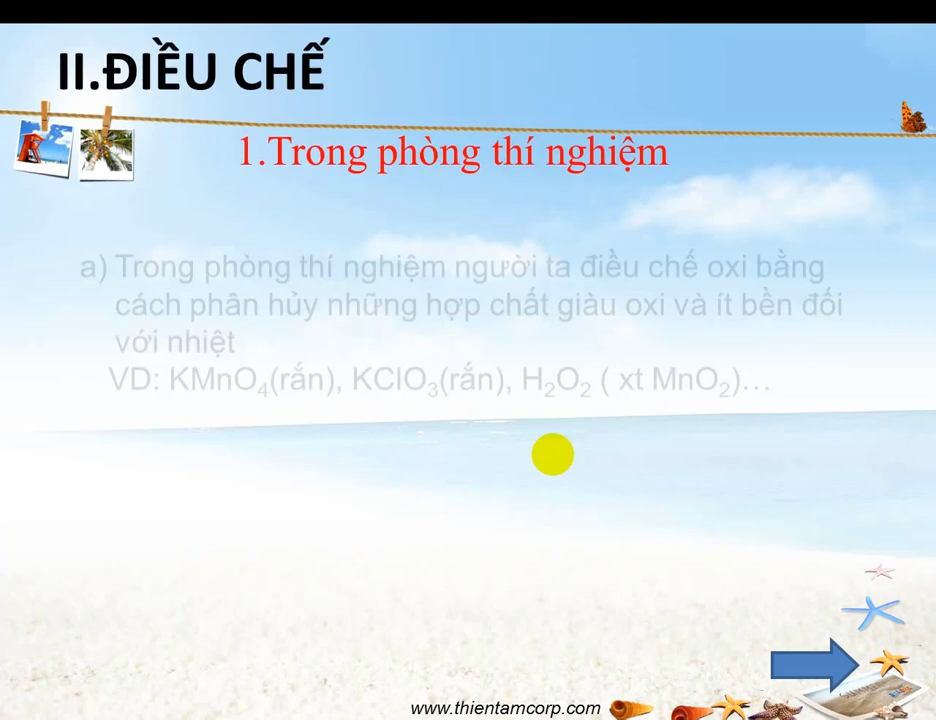 II.ĐIỀU CHẾ
1.Trong phòng thí nghiệm
a) Trong phòng thí nghiệm người ta điều chế oxi bằng
cách phân hủy những hợp chất giàu oxi và ít bền đối
với nhiệt
VD: KMnO₄(rắn), KClO₃(rắn), H₂O₂ ( xt MnO₂)…
www.thientamcorp.com